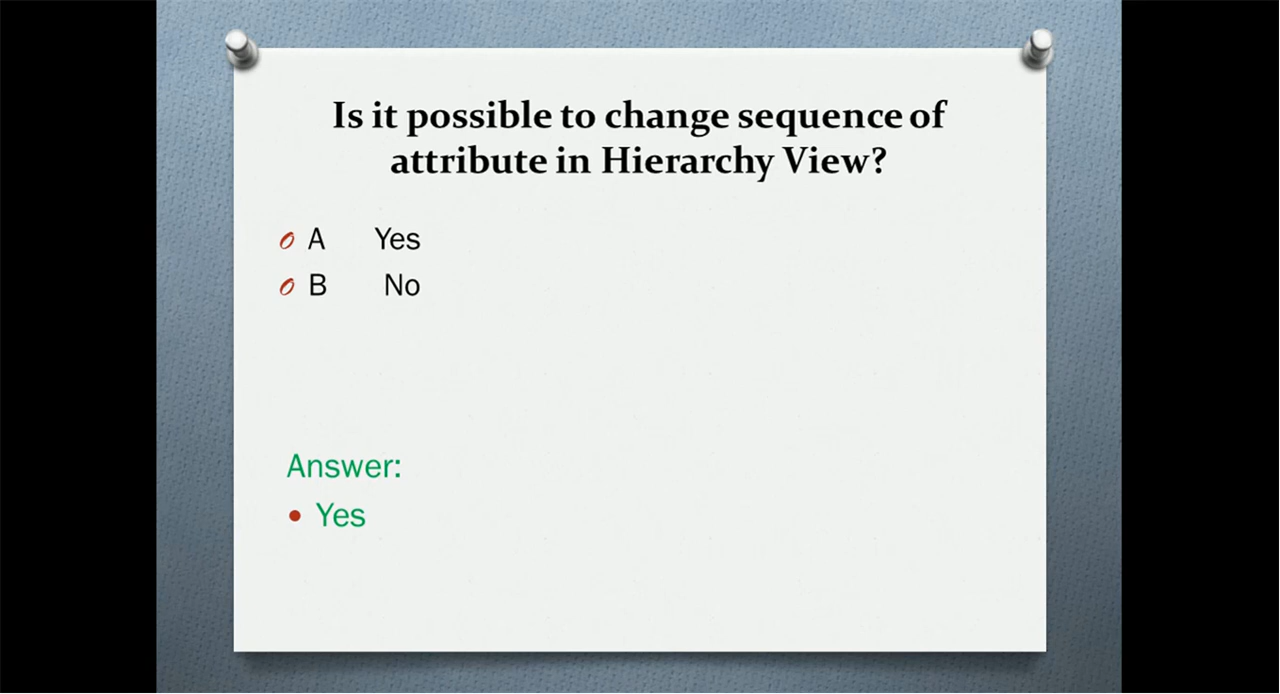 Is it possible to change sequence of
attribute in Hierarchy View?
A Yes
B No
Answer:
• Yes